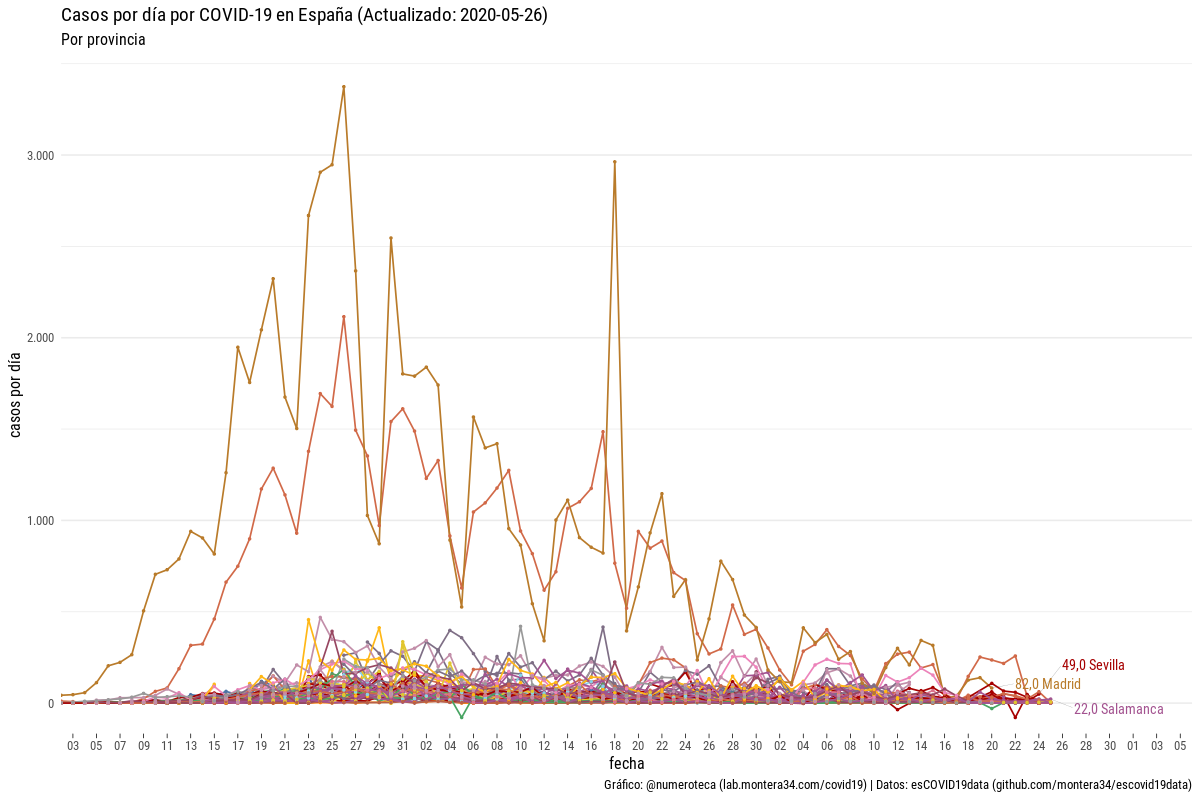 Casos por día por COVID-19 en España (Actualizado: 2020-05-26)
Por provincia
3.000
2.000
1.000
0
casos por día
49,0 Sevilla
82,0 Madrid
22,0 Salamanca
03 05 07 09 11 13 15 17 19 21 23 25 27 29 31 02 04 06 08 10 12 14 16 18 20 22 24 26 28 30 02 04 06 08 10 12 14 16 18 20 22 24 26 28 30 01 03 05
fecha
Gráfico: @numeroteca (lab.montera34.com/covid19) | Datos: esCOVID19data (github.com/montera34/escovid19data)